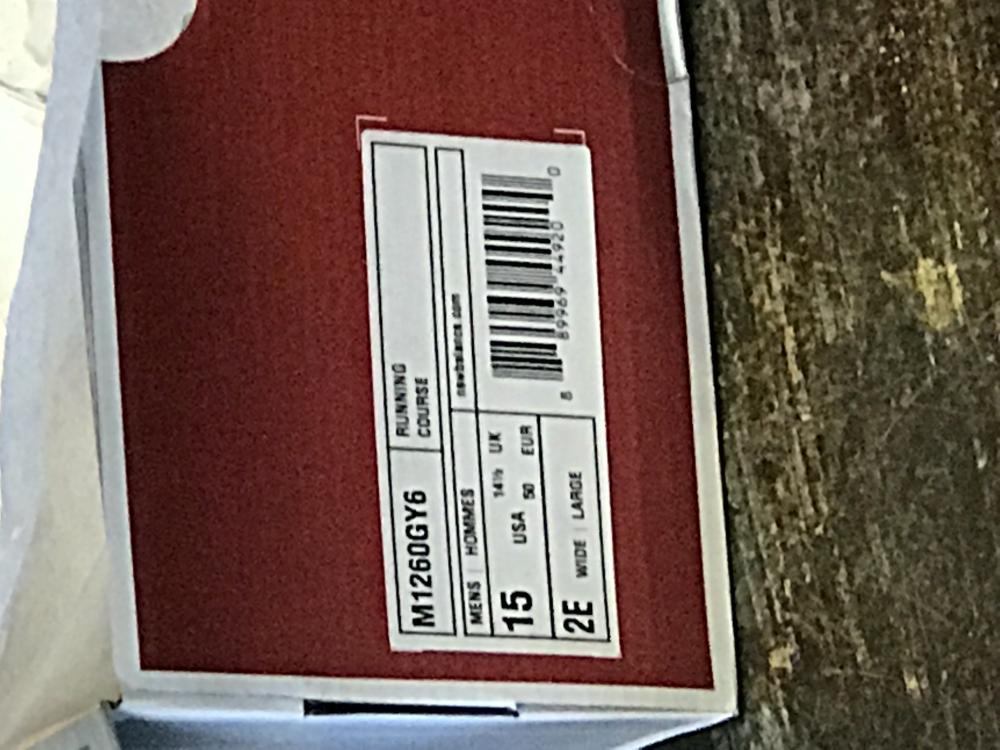 M1260GY6
RUNNING
COURSE
MENS | HOMMES
newbalance.com
15 USA
14½ UK
50 EUR
2E WIDE | LARGE
8 89969 44920 0